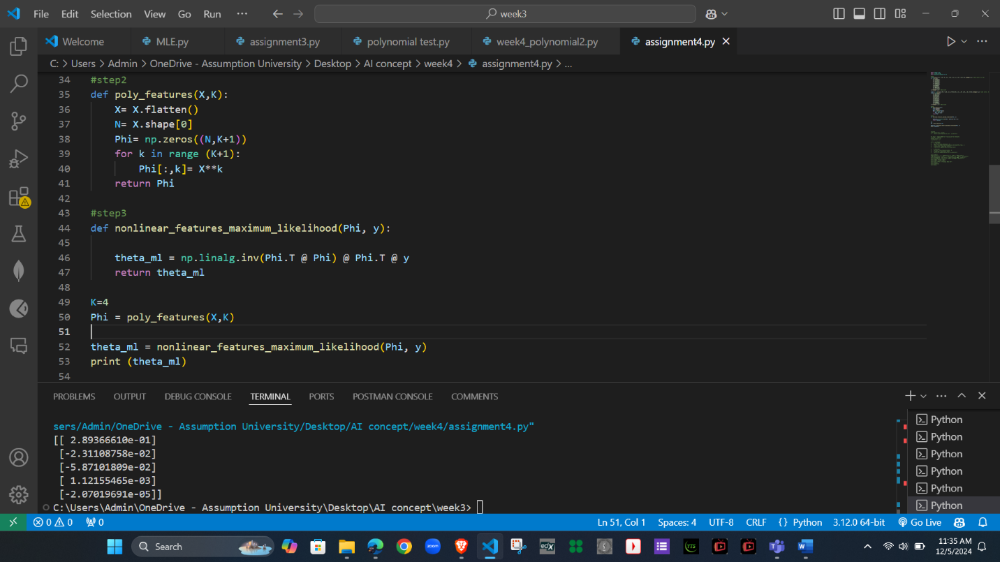 File Edit Selection View Go Run ··· week3
Welcome MLE.py assignment3.py polynomial test.py week4_polynomial2.py assignment4.py
C: > Users > Admin > OneDrive - Assumption University > Desktop > AI concept > week4 > assignment4.py > ...
34 #step2
35 def poly_features(X,K):
36     X= X.flatten()
37     N= X.shape[0]
38     Phi= np.zeros((N,K+1))
39     for k in range (K+1):
40         Phi[:,k]= X**k
41     return Phi
42
43 #step3
44 def nonlinear_features_maximum_likelihood(Phi, y):
45
46     theta_ml = np.linalg.inv(Phi.T @ Phi) @ Phi.T @ y
47     return theta_ml
48
49 K=4
50 Phi = poly_features(X,K)
51
52 theta_ml = nonlinear_features_maximum_likelihood(Phi, y)
53 print (theta_ml)
54
PROBLEMS OUTPUT DEBUG CONSOLE TERMINAL PORTS POSTMAN CONSOLE COMMENTS
sers/Admin/OneDrive - Assumption University/Desktop/AI concept/week4/assignment4.py"
[[ 2.89366610e-01]
 [-2.31108758e-02]
 [-5.87101809e-02]
 [ 1.12155465e-03]
 [-2.07019691e-05]]
C:\Users\Admin\OneDrive - Assumption University\Desktop\AI concept\week3>
Python
Python
Python
Python
Python
Python
0 0 0 Ln 51, Col 1 Spaces: 4 UTF-8 CRLF {} Python 3.12.0 64-bit Go Live
Search zoom edX YTS 11:35 AM
12/5/2024